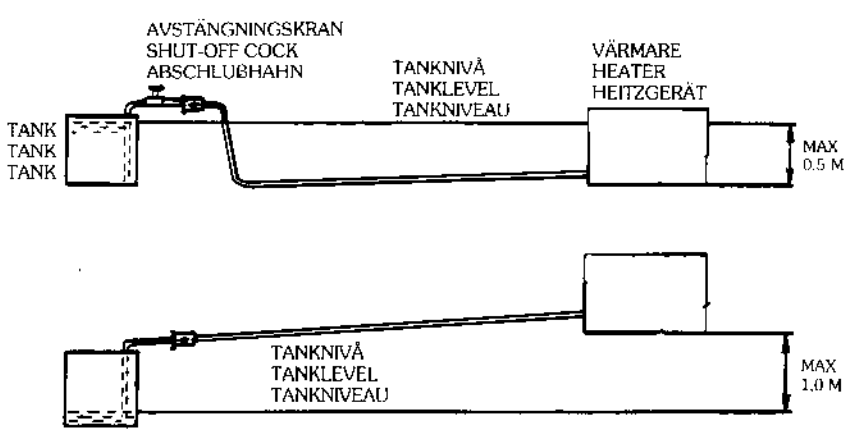 AVSTÄNGNINGSKRAN
SHUT-OFF COCK
ABSCHLUßHAHN
TANKNIVÅ
TANKLEVEL
TANKNIVEAU
VÄRMARE
HEATER
HEITZGERÄT
TANK
TANK
TANK
MAX
0.5 M
TANKNIVÅ
TANKLEVEL
TANKNIVEAU
MAX
1,0 M